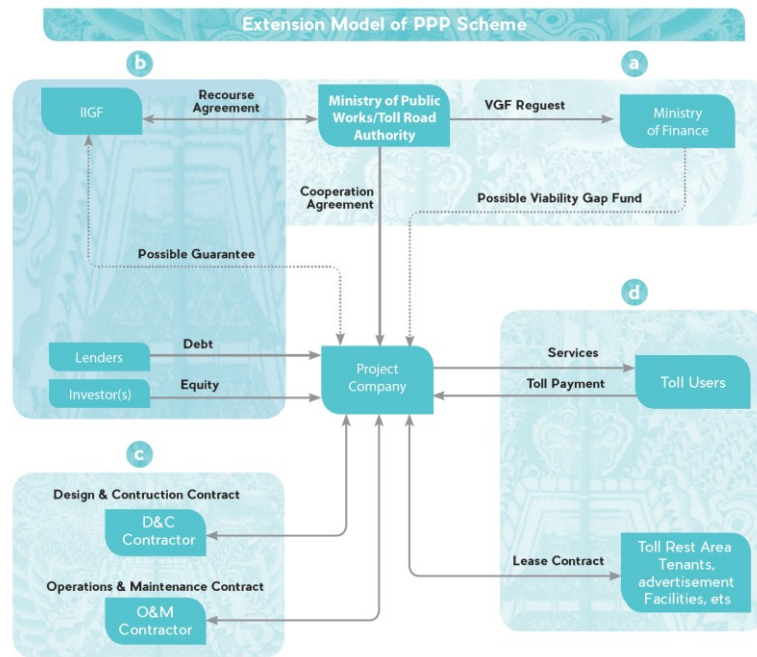 Extension Model of PPP Scheme
b
a
IIGF
Recourse
Agreement
Ministry of Public
Works/Toll Road
Authority
VGF Reguest
Ministry
of Finance
Cooperation
Agreement
Possible Viability Gap Fund
Possible Guarantee
d
Lenders
Debt
Investor(s)
Equity
Project
Company
Services
Toll Payment
Toll Users
c
Design & Contruction Contract
D&C
Contractor
Operations & Maintenance Contract
O&M
Contractor
Lease Contract
Toll Rest Area
Tenants,
advertisement
Facilities, ets